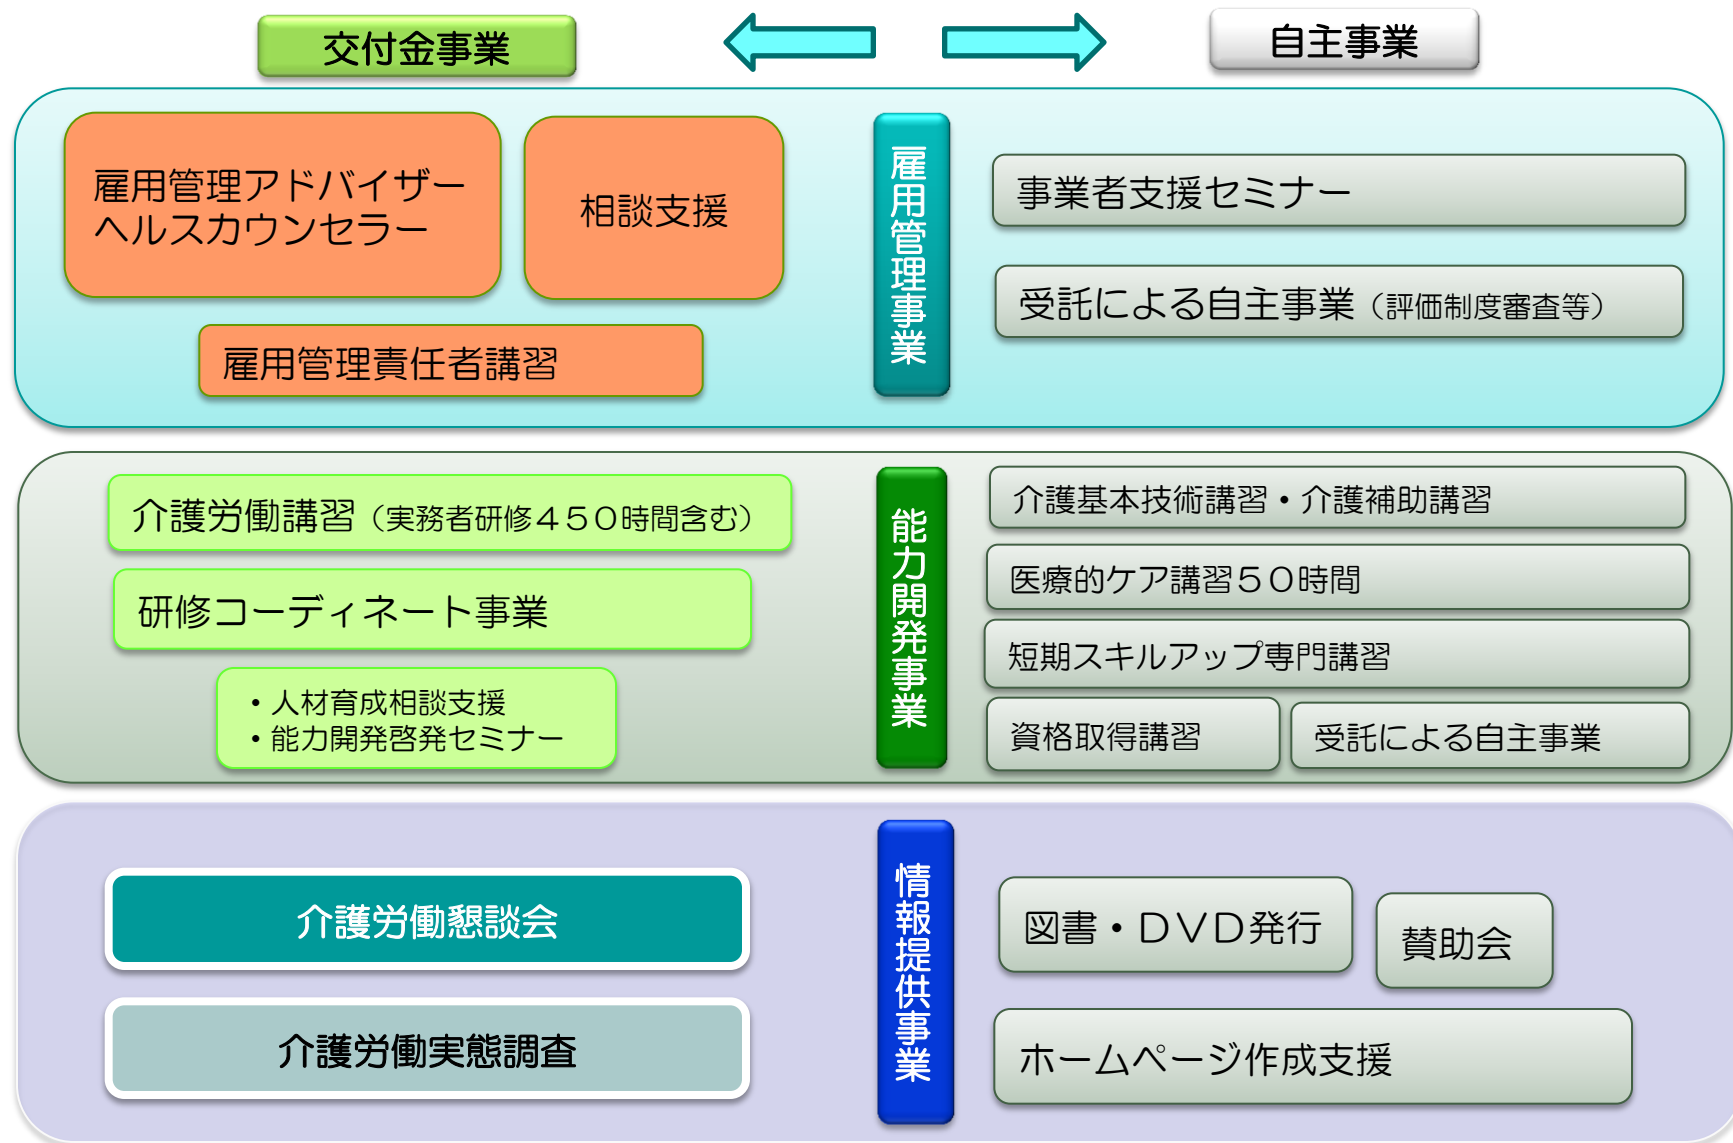 交付金事業
自主事業
雇用管理アドバイザー
ヘルスカウンセラー
相談支援
雇用管理責任者講習
雇用管理事業
事業者支援セミナー
受託による自主事業（評価制度審査等）
介護労働講習（実務者研修４５０時間含む）
研修コーディネート事業
・人材育成相談支援
・能力開発啓発セミナー
能力開発事業
介護基本技術講習・介護補助講習
医療的ケア講習５０時間
短期スキルアップ専門講習
資格取得講習
受託による自主事業
介護労働懇談会
介護労働実態調査
情報提供事業
図書・ＤＶＤ発行
賛助会
ホームページ作成支援